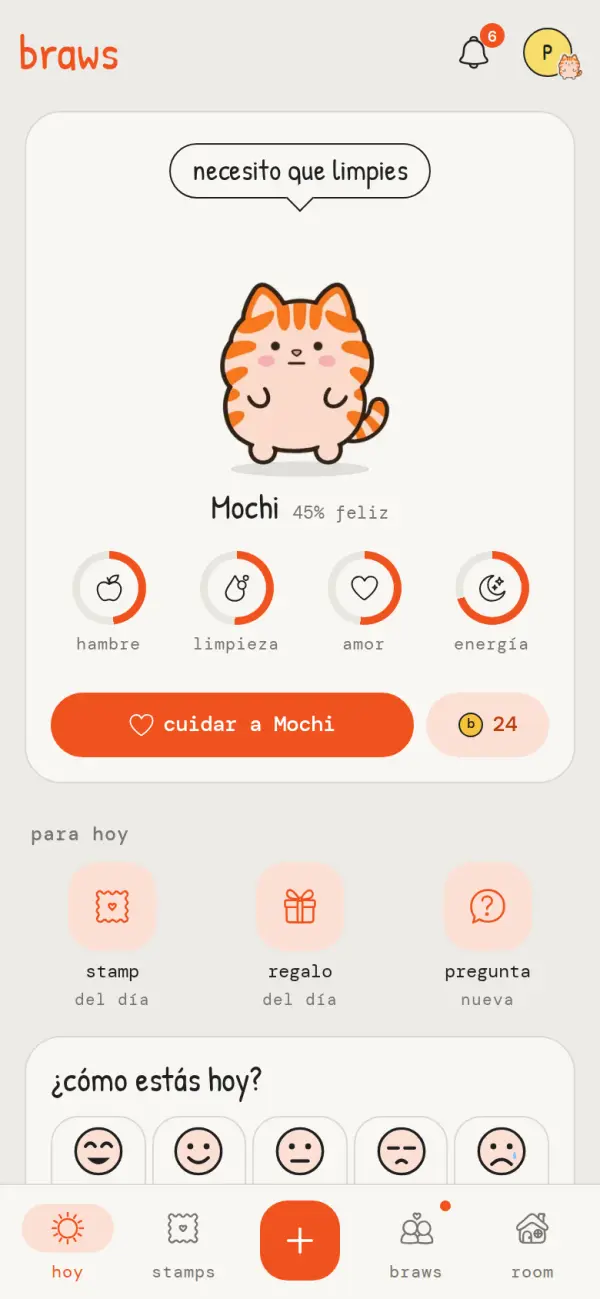 braws
6
P
necesito que limpies
Mochi 45% feliz
hambre limpieza amor energía
cuidar a Mochi
b 24
para hoy
stamp regalo pregunta
del día del día nueva
¿cómo estás hoy?
hoy stamps + braws room